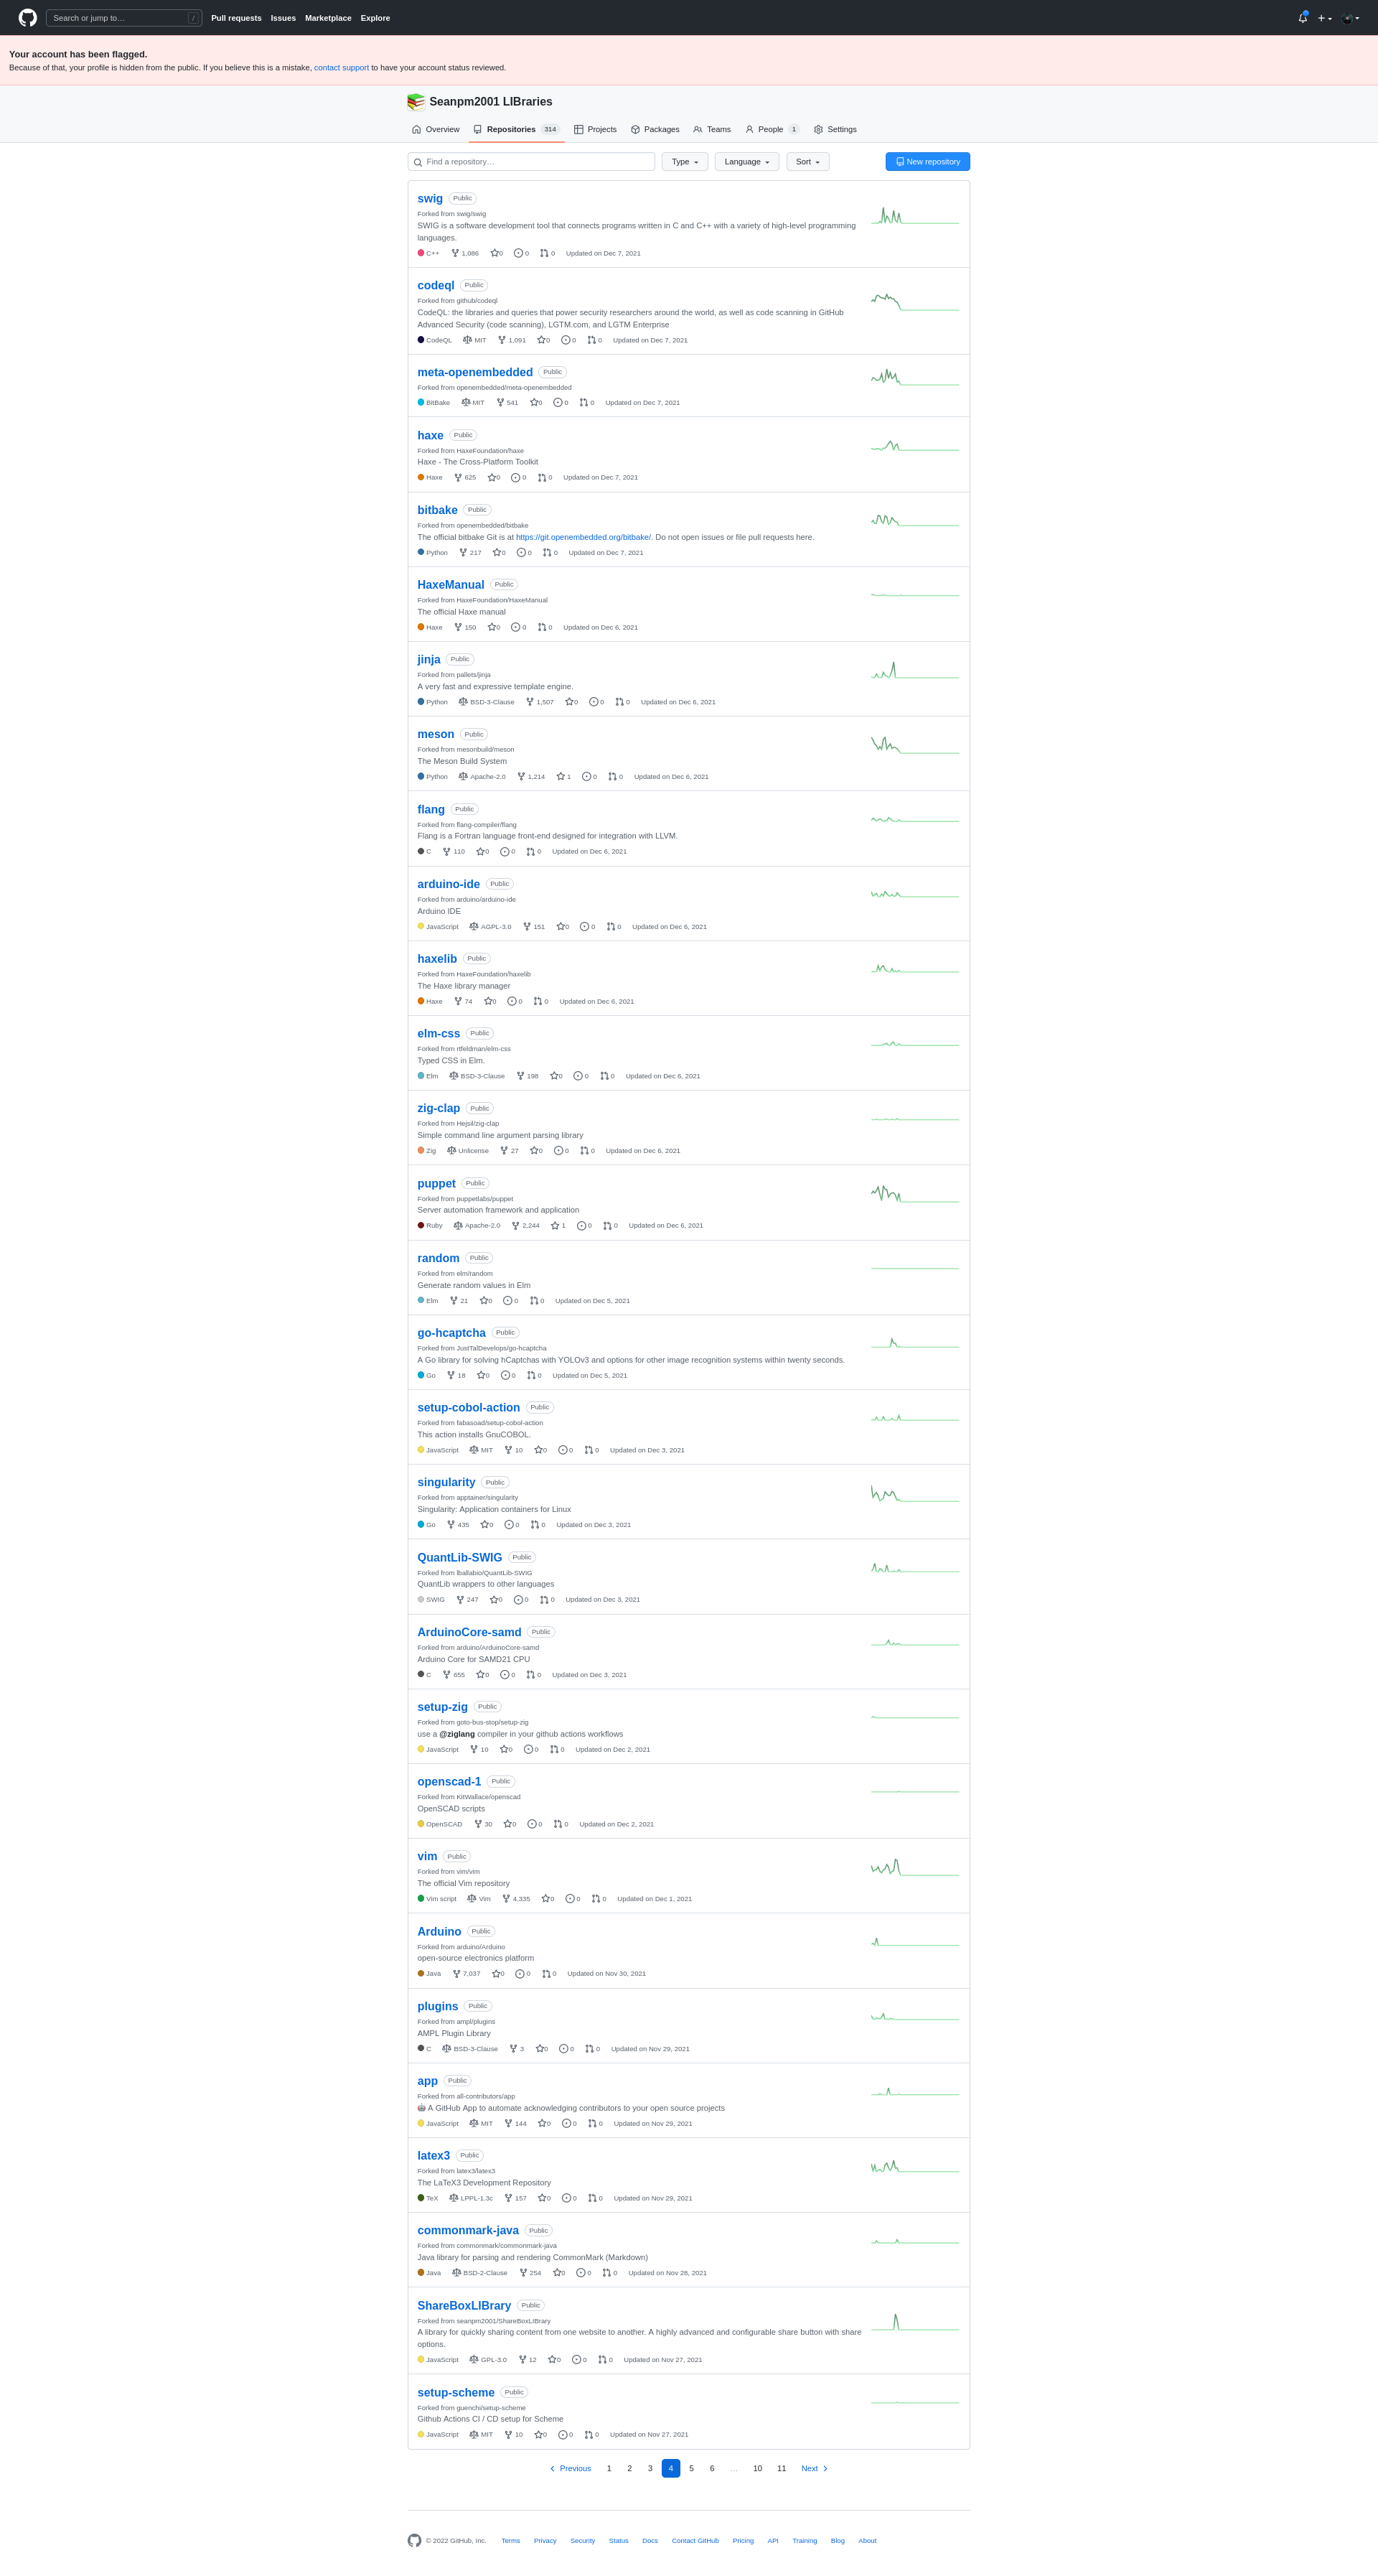 Search or jump to… /
Pull requests Issues Marketplace Explore
Your account has been flagged.
Because of that, your profile is hidden from the public. If you believe this is a mistake, contact support to have your account status reviewed.
Seanpm2001 LIBraries
Overview Repositories 314 Projects Packages Teams People 1 Settings
Find a repository… Type Language Sort New repository
swig Public
Forked from swig/swig
SWIG is a software development tool that connects programs written in C and C++ with a variety of high-level programming
languages.
C++ 1,086 0 0 0 Updated on Dec 7, 2021
codeql Public
Forked from github/codeql
CodeQL: the libraries and queries that power security researchers around the world, as well as code scanning in GitHub
Advanced Security (code scanning), LGTM.com, and LGTM Enterprise
CodeQL MIT 1,091 0 0 0 Updated on Dec 7, 2021
meta-openembedded Public
Forked from openembedded/meta-openembedded
BitBake MIT 541 0 0 0 Updated on Dec 7, 2021
haxe Public
Forked from HaxeFoundation/haxe
Haxe - The Cross-Platform Toolkit
Haxe 625 0 0 0 Updated on Dec 7, 2021
bitbake Public
Forked from openembedded/bitbake
The official bitbake Git is at https://git.openembedded.org/bitbake/. Do not open issues or file pull requests here.
Python 217 0 0 0 Updated on Dec 7, 2021
HaxeManual Public
Forked from HaxeFoundation/HaxeManual
The official Haxe manual
Haxe 150 0 0 0 Updated on Dec 6, 2021
jinja Public
Forked from pallets/jinja
A very fast and expressive template engine.
Python BSD-3-Clause 1,507 0 0 0 Updated on Dec 6, 2021
meson Public
Forked from mesonbuild/meson
The Meson Build System
Python Apache-2.0 1,214 1 0 0 Updated on Dec 6, 2021
flang Public
Forked from flang-compiler/flang
Flang is a Fortran language front-end designed for integration with LLVM.
C 110 0 0 0 Updated on Dec 6, 2021
arduino-ide Public
Forked from arduino/arduino-ide
Arduino IDE
JavaScript AGPL-3.0 151 0 0 0 Updated on Dec 6, 2021
haxelib Public
Forked from HaxeFoundation/haxelib
The Haxe library manager
Haxe 74 0 0 0 Updated on Dec 6, 2021
elm-css Public
Forked from rtfeldman/elm-css
Typed CSS in Elm.
Elm BSD-3-Clause 198 0 0 0 Updated on Dec 6, 2021
zig-clap Public
Forked from Hejsil/zig-clap
Simple command line argument parsing library
Zig Unlicense 27 0 0 0 Updated on Dec 6, 2021
puppet Public
Forked from puppetlabs/puppet
Server automation framework and application
Ruby Apache-2.0 2,244 1 0 0 Updated on Dec 6, 2021
random Public
Forked from elm/random
Generate random values in Elm
Elm 21 0 0 0 Updated on Dec 5, 2021
go-hcaptcha Public
Forked from JustTalDevelops/go-hcaptcha
A Go library for solving hCaptchas with YOLOv3 and options for other image recognition systems within twenty seconds.
Go 18 0 0 0 Updated on Dec 5, 2021
setup-cobol-action Public
Forked from fabasoad/setup-cobol-action
This action installs GnuCOBOL.
JavaScript MIT 10 0 0 0 Updated on Dec 3, 2021
singularity Public
Forked from apptainer/singularity
Singularity: Application containers for Linux
Go 435 0 0 0 Updated on Dec 3, 2021
QuantLib-SWIG Public
Forked from lballabio/QuantLib-SWIG
QuantLib wrappers to other languages
SWIG 247 0 0 0 Updated on Dec 3, 2021
ArduinoCore-samd Public
Forked from arduino/ArduinoCore-samd
Arduino Core for SAMD21 CPU
C 655 0 0 0 Updated on Dec 3, 2021
setup-zig Public
Forked from goto-bus-stop/setup-zig
use a @ziglang compiler in your github actions workflows
JavaScript 10 0 0 0 Updated on Dec 2, 2021
openscad-1 Public
Forked from KitWallace/openscad
OpenSCAD scripts
OpenSCAD 30 0 0 0 Updated on Dec 2, 2021
vim Public
Forked from vim/vim
The official Vim repository
Vim script Vim 4,335 0 0 0 Updated on Dec 1, 2021
Arduino Public
Forked from arduino/Arduino
open-source electronics platform
Java 7,037 0 0 0 Updated on Nov 30, 2021
plugins Public
Forked from ampl/plugins
AMPL Plugin Library
C BSD-3-Clause 3 0 0 0 Updated on Nov 29, 2021
app Public
Forked from all-contributors/app
🤖 A GitHub App to automate acknowledging contributors to your open source projects
JavaScript MIT 144 0 0 0 Updated on Nov 29, 2021
latex3 Public
Forked from latex3/latex3
The LaTeX3 Development Repository
TeX LPPL-1.3c 157 0 0 0 Updated on Nov 29, 2021
commonmark-java Public
Forked from commonmark/commonmark-java
Java library for parsing and rendering CommonMark (Markdown)
Java BSD-2-Clause 254 0 0 0 Updated on Nov 28, 2021
ShareBoxLIBrary Public
Forked from seanpm2001/ShareBoxLIBrary
A library for quickly sharing content from one website to another. A highly advanced and configurable share button with share
options.
JavaScript GPL-3.0 12 0 0 0 Updated on Nov 27, 2021
setup-scheme Public
Forked from guenchi/setup-scheme
Github Actions CI / CD setup for Scheme
JavaScript MIT 10 0 0 0 Updated on Nov 27, 2021
Previous 1 2 3 4 5 6 … 10 11 Next
© 2022 GitHub, Inc. Terms Privacy Security Status Docs Contact GitHub Pricing API Training Blog About